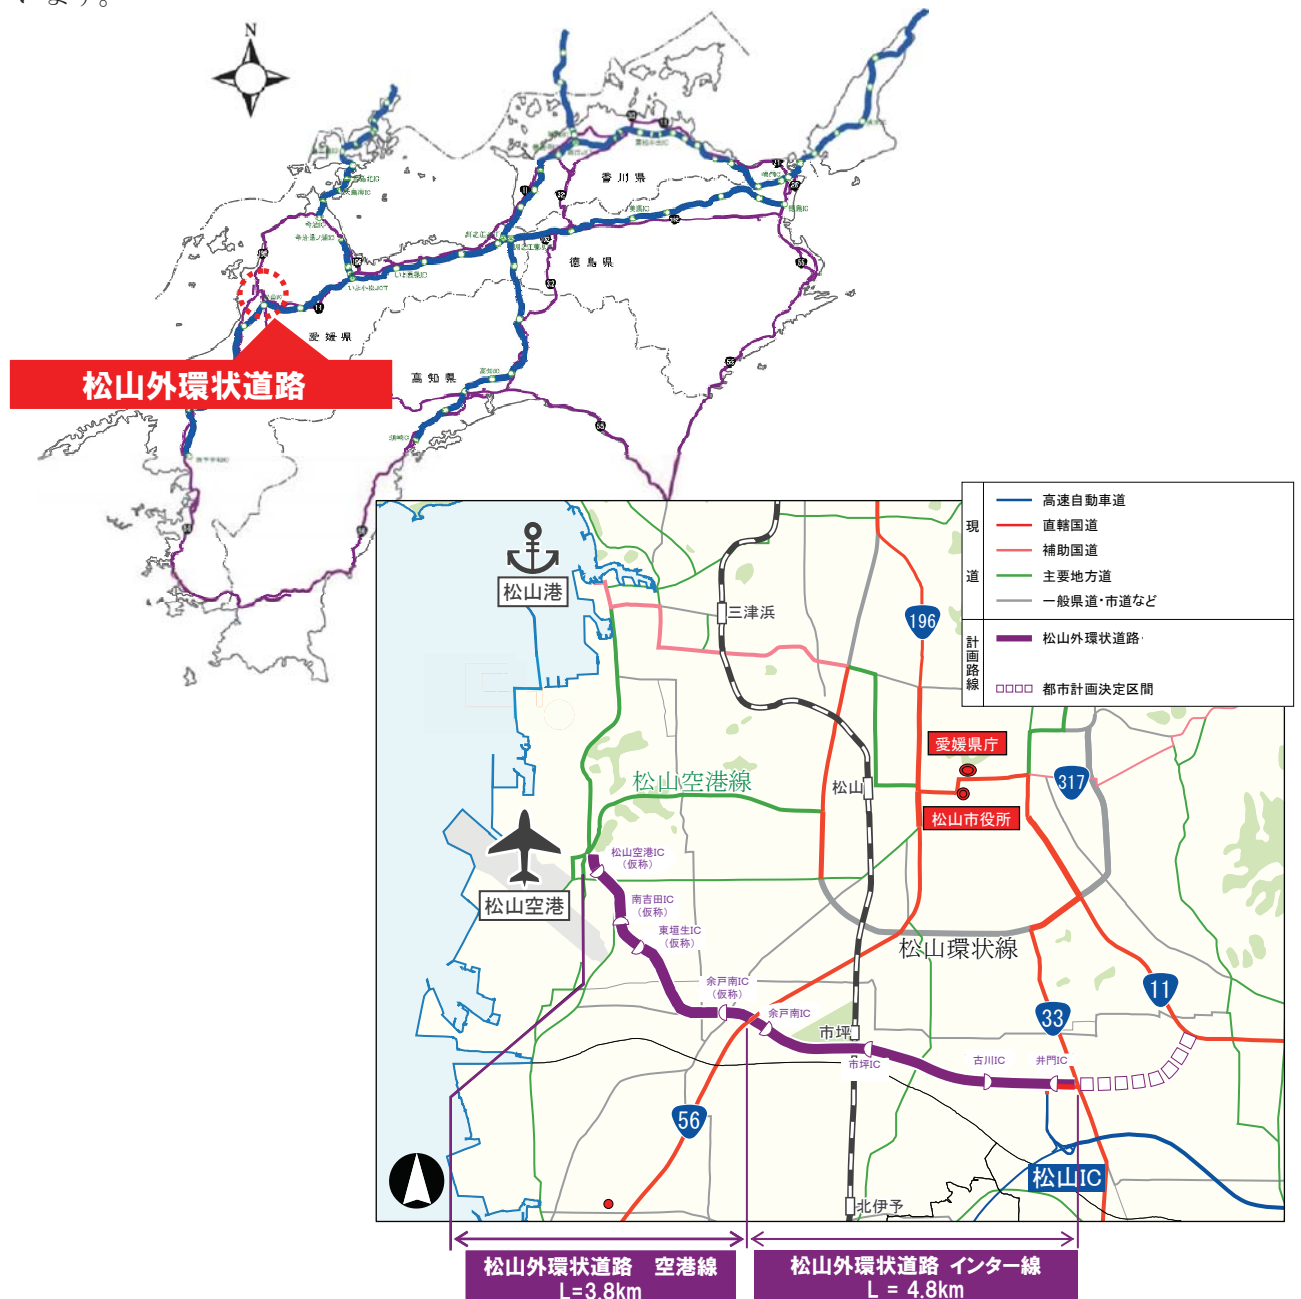 います。
N
香川県
徳島県
愛媛県
高知県
松山外環状道路
現道
高速自動車道
直轄国道
補助国道
主要地方道
一般県道・市道など
計画路線
松山外環状道路
都市計画決定区間
松山港
三津浜
196
愛媛県庁
松山空港線
松山
317
松山市役所
松山空港IC
(仮称)
松山空港
南吉田IC
(仮称)
東垣生IC
(仮称)
松山環状線
余戸南IC
(仮称)
余戸南IC
11
33
市坪
市坪IC
古川IC
井門IC
56
松山IC
北伊予
松山外環状道路 空港線
L=3.8km
松山外環状道路 インター線
L = 4.8km